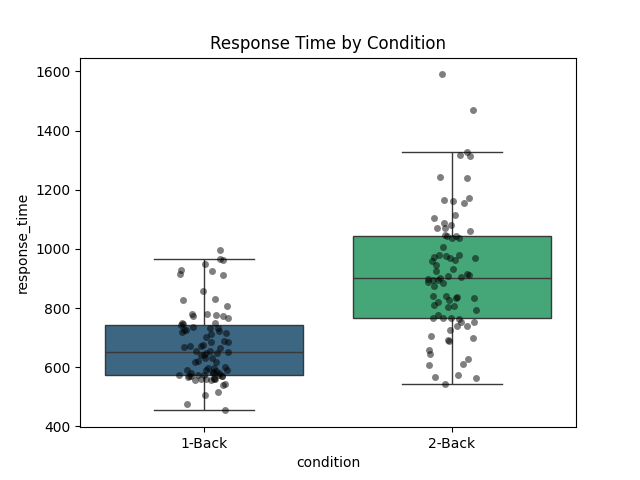 Response Time by Condition
1600
1400
1200
1000
800
600
400
response_time
1-Back
2-Back
condition